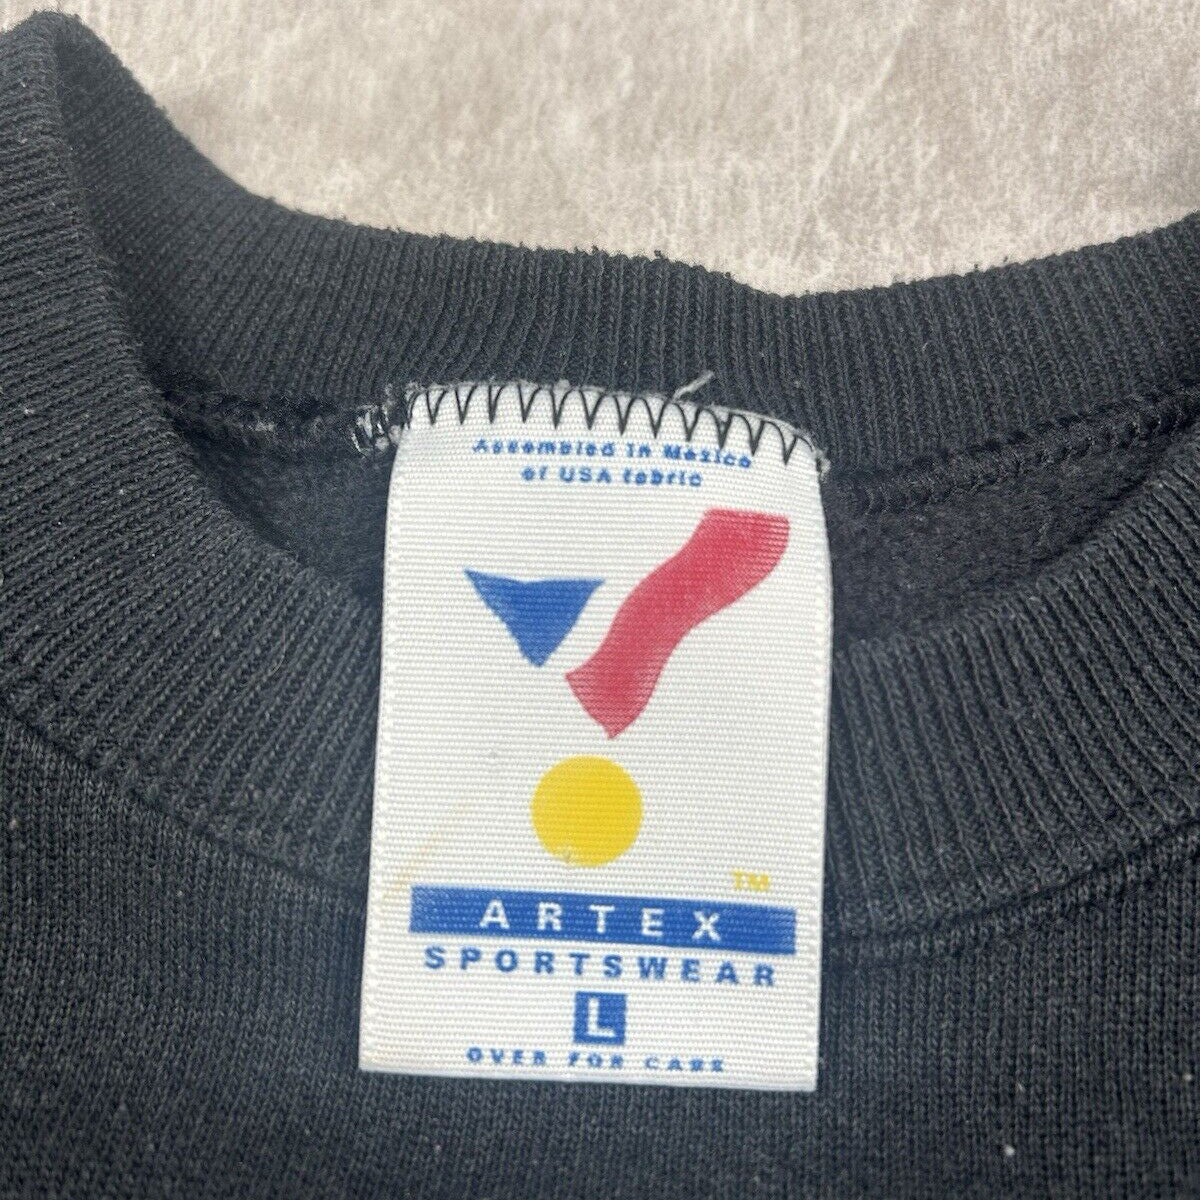 Assembled in Mexico
of USA fabric
TM
ARTEX
SPORTSWEAR
L
OVER FOR CARE